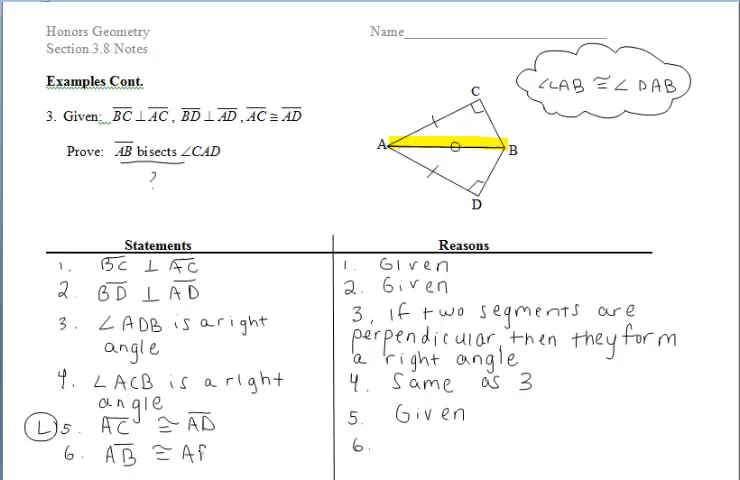 Honors Geometry
Name
Section 3.8 Notes
∠CAB ≅ ∠ DAB
Examples Cont.
3. Given: BC ⊥ AC, BD ⊥ AD, AC ≅ AD
Prove: AB bisects ∠CAD
?
C
A
B
D
Statements
Reasons
1. BC ⊥ AC
1. Given
2. BD ⊥ AD
2. Given
3. ∠ADB is a right
angle
3. If two segments are
perpendicular, then they form
a right angle
4. ∠ACB is a right
angle
4. Same as 3
L 5. AC ≅ AD
5. Given
6. AB ≅ A
6.